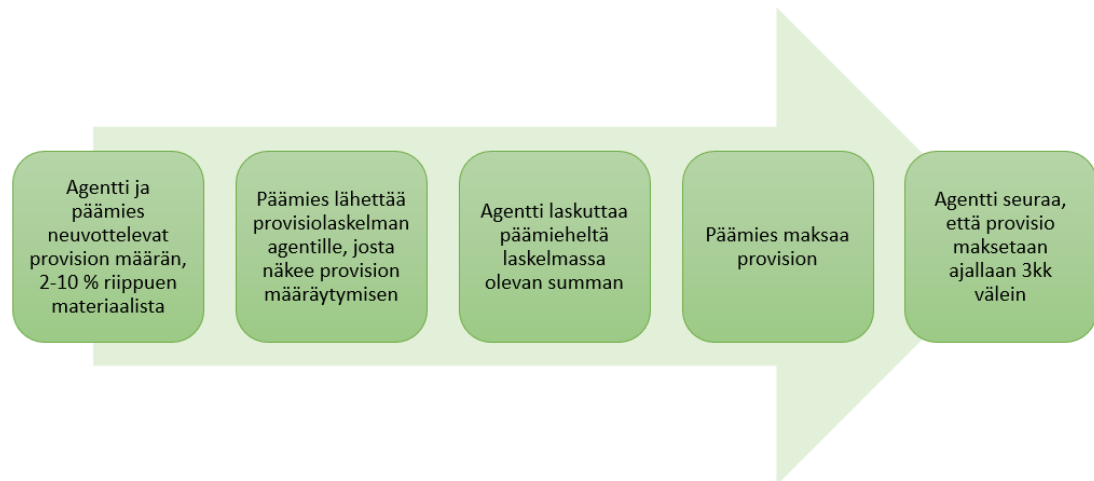 Agentti ja
päämies
neuvottelevat
provision määrän,
2-10 % riippuen
materiaalista
Päämies lähettää
provisiolaskelman
agentille, josta
näkee provision
määräytymisen
Agentti laskuttaa
päämieheltä
laskelmassa
olevan summan
Päämies maksaa
provision
Agentti seuraa,
että provisio
maksetaan
ajallaan 3kk
välein